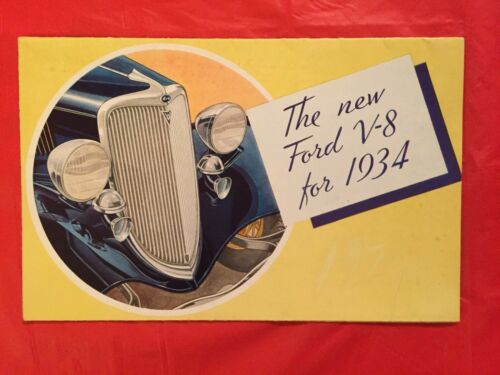 The new
Ford V-8
for 1934